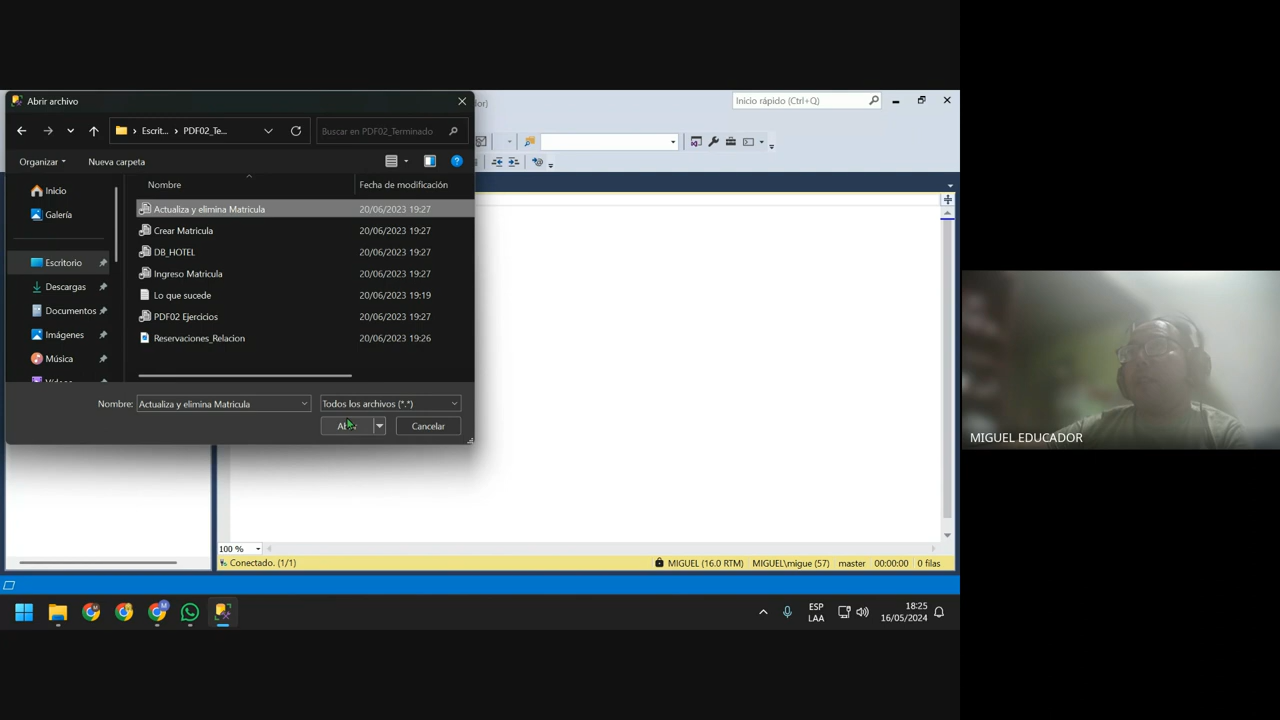 Abrir archivo
dor)
Inicio rápido (Ctrl+Q)
Escrit... PDF02_Te...
Buscar en PDF02_Terminado
Organizar
Nueva carpeta
Nombre
Fecha de modificación
Inicio
Galería
Escritorio
Descargas
Documentos
Imágenes
Música
Actualiza y elimina Matricula 20/06/2023 19:27
Crear Matricula 20/06/2023 19:27
DB_HOTEL 20/06/2023 19:27
Ingreso Matricula 20/06/2023 19:27
Lo que sucede 20/06/2023 19:19
PDF02 Ejercicios 20/06/2023 19:27
Reservaciones_Relacion 20/06/2023 19:26
Nombre: Actualiza y elimina Matricula
Todos los archivos (*.*)
Cancelar
100 %
Conectado. (1/1)
MIGUEL (16.0 RTM) MIGUEL\migue (57) master 00:00:00 0 filas
ESP
LAA
18:25
16/05/2024
MIGUEL EDUCADOR